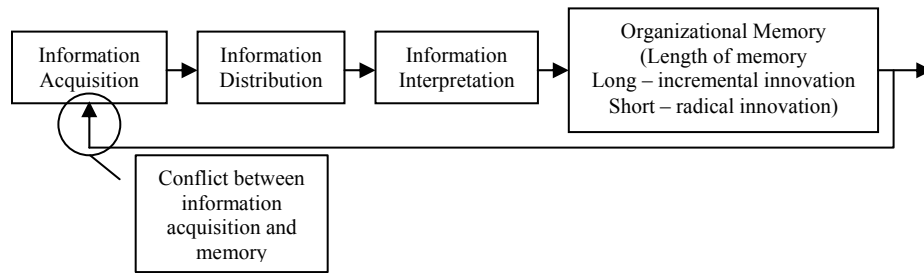 Information
Acquisition
Information
Distribution
Information
Interpretation
Organizational Memory
(Length of memory
Long – incremental innovation
Short – radical innovation)
Conflict between
information
acquisition and
memory